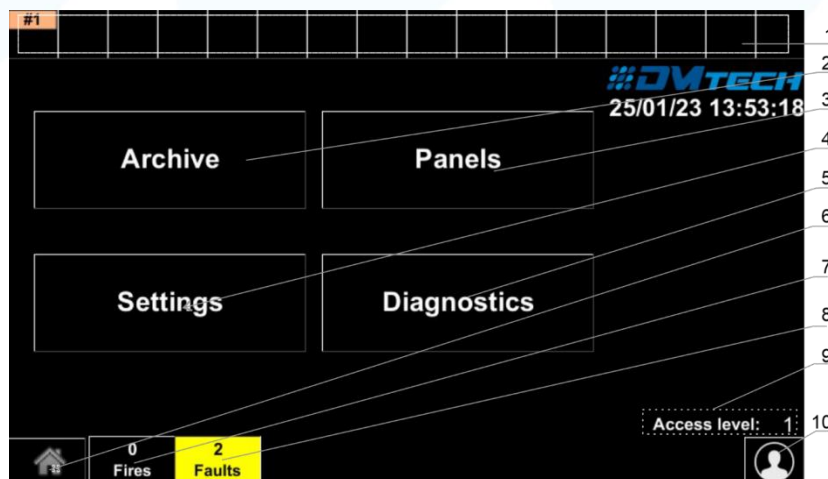 #1
1
2
DMTECH
3
25/01/23 13:53:18
4
Archive
Panels
5
6
7
Settings
Diagnostics
8
9
Access level: 1
10
0
Fires
2
Faults